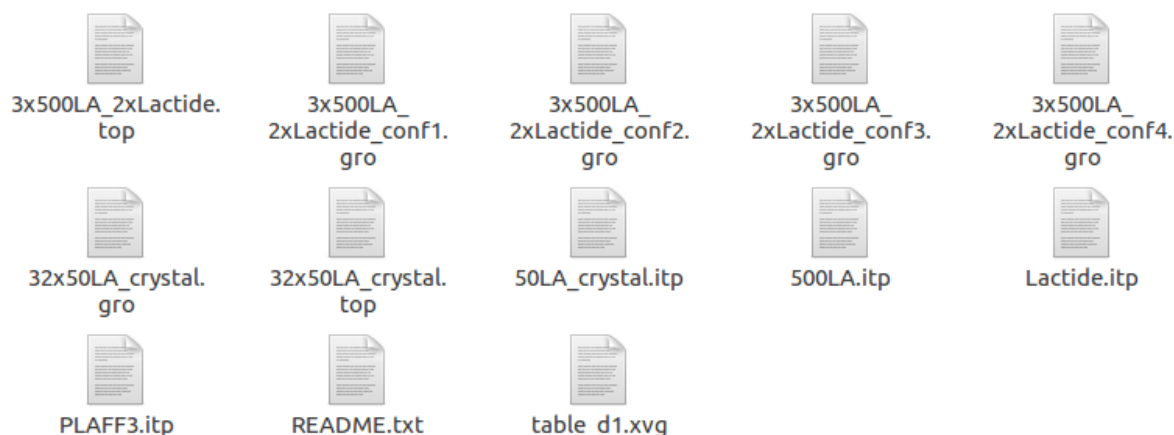 3x500LA_2xLactide.
top
3x500LA_
2xLactide_conf1.
gro
3x500LA_
2xLactide_conf2.
gro
3x500LA_
2xLactide_conf3.
gro
3x500LA_
2xLactide_conf4.
gro
32x50LA_crystal.
gro
32x50LA_crystal.
top
50LA_crystal.itp
500LA.itp
Lactide.itp
PLAFF3.itp
README.txt
table_d1.xvg